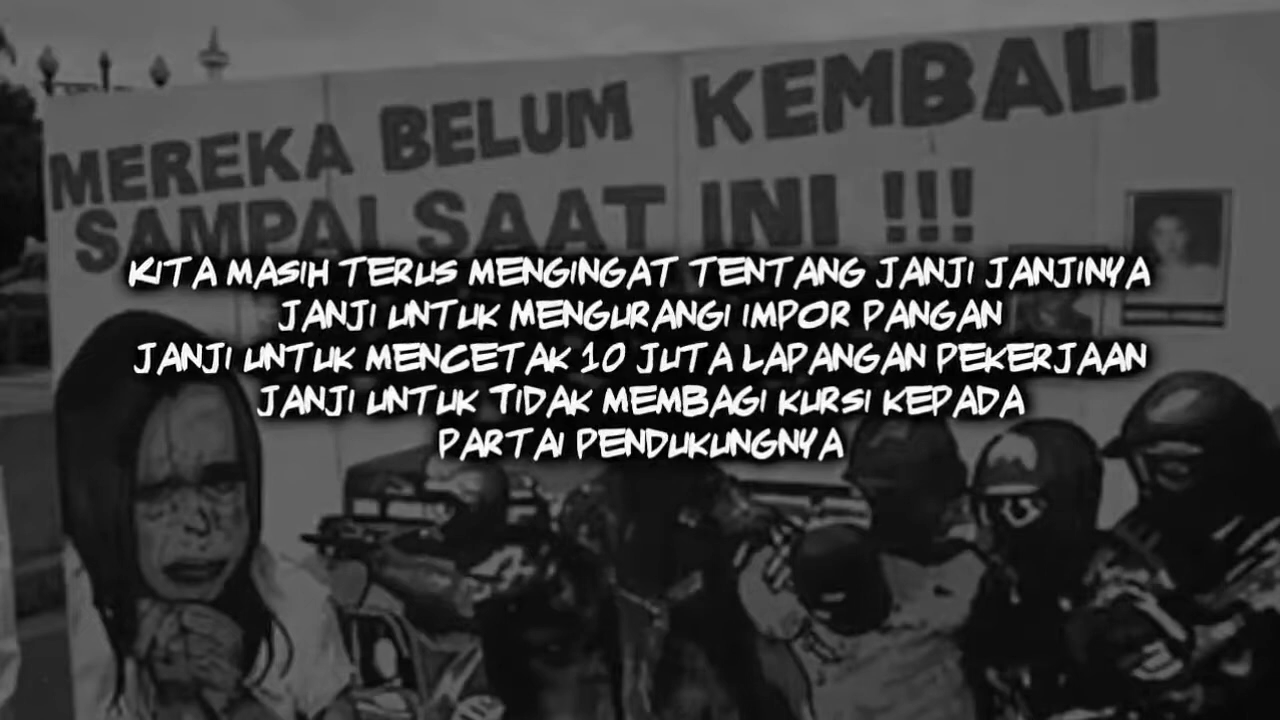 MEREKA BELUM KEMBALI
SAMPAI SAAT INI !!!
KITA MASIH TERUS MENGINGAT TENTANG JANJI JANJINYA
JANJI UNTUK MENGURANGI IMPOR PANGAN
JANJI UNTUK MENCETAK 10 JUTA LAPANGAN PEKERJAAN
JANJI UNTUK TIDAK MEMBAGI KURSI KEPADA
PARTAI PENDUKUNGNYA